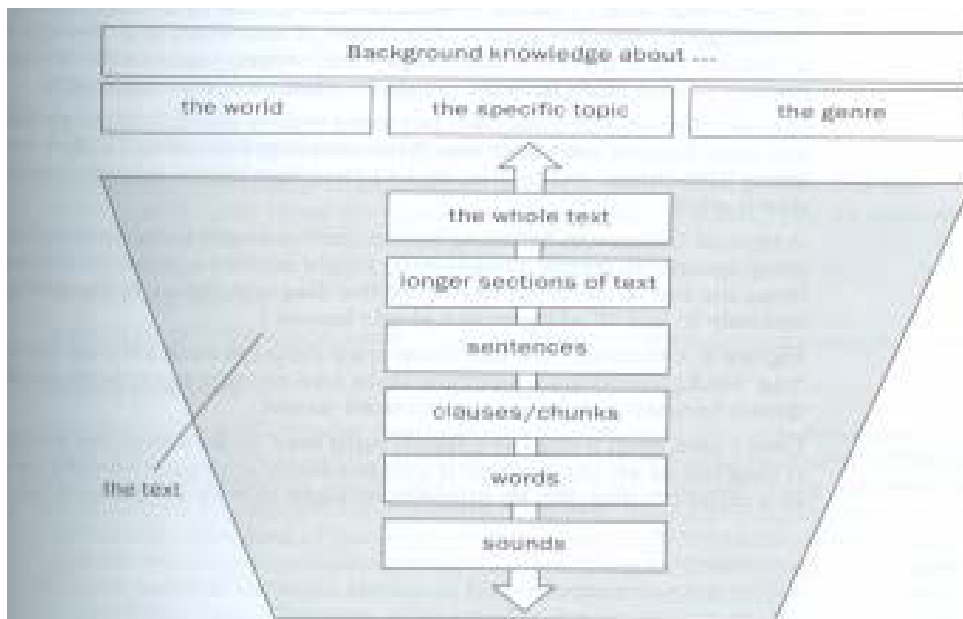 Background knowledge about ...
the world
the specific topic
the genre
the whole text
longer sections of text
sentences
clauses/chunks
words
the text
sounds